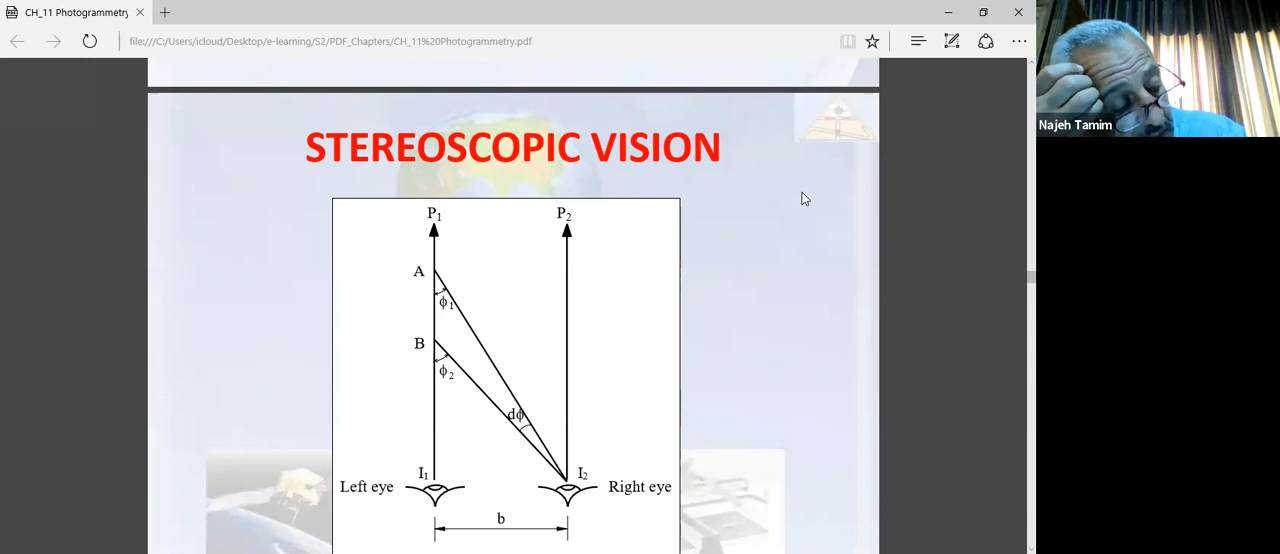 CH_11 Photogrammetry
file:///C:/Users/icloud/Desktop/e-learning/S2/PDF_Chapters/CH_11%20Photogrammetry.pdf
Najeh Tamim
STEREOSCOPIC VISION
P₁ P₂
A
ϕ₁
B
ϕ₂
dϕ
I₁ I₂
Left eye Right eye
b